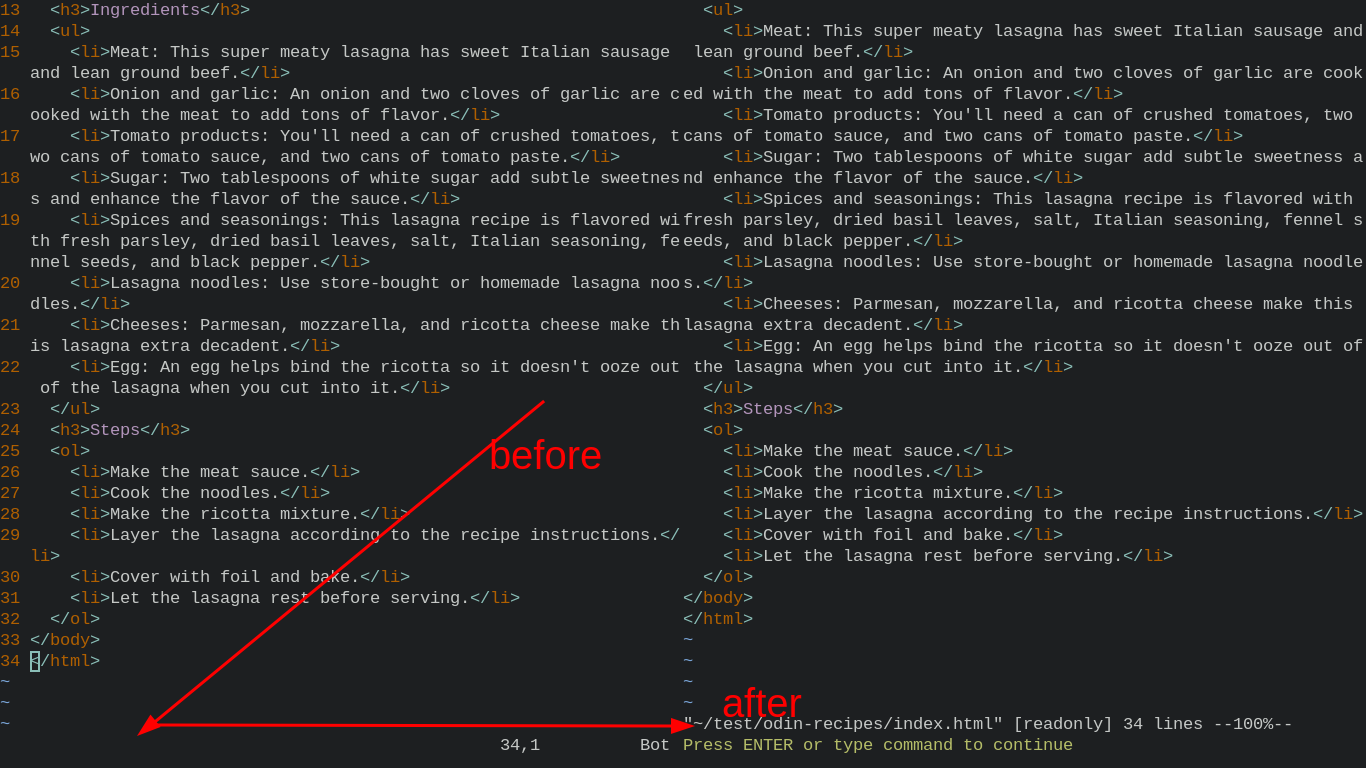 13   <h3>Ingredients</h3>
14   <ul>
15     <li>Meat: This super meaty lasagna has sweet Italian sausage
   and lean ground beef.</li>
16     <li>Onion and garlic: An onion and two cloves of garlic are c
   ooked with the meat to add tons of flavor.</li>
17     <li>Tomato products: You'll need a can of crushed tomatoes, t
   wo cans of tomato sauce, and two cans of tomato paste.</li>
18     <li>Sugar: Two tablespoons of white sugar add subtle sweetnes
   s and enhance the flavor of the sauce.</li>
19     <li>Spices and seasonings: This lasagna recipe is flavored wi
   th fresh parsley, dried basil leaves, salt, Italian seasoning, fe
   nnel seeds, and black pepper.</li>
20     <li>Lasagna noodles: Use store-bought or homemade lasagna noo
   dles.</li>
21     <li>Cheeses: Parmesan, mozzarella, and ricotta cheese make th
   is lasagna extra decadent.</li>
22     <li>Egg: An egg helps bind the ricotta so it doesn't ooze out
    of the lasagna when you cut into it.</li>
23   </ul>
24   <h3>Steps</h3>
25   <ol>
26     <li>Make the meat sauce.</li>
27     <li>Cook the noodles.</li>
28     <li>Make the ricotta mixture.</li>
29     <li>Layer the lasagna according to the recipe instructions.</
   li>
30     <li>Cover with foil and bake.</li>
31     <li>Let the lasagna rest before serving.</li>
32   </ol>
33 </body>
34 </html>
~
~
~
34,1          Bot
before
  <ul>
    <li>Meat: This super meaty lasagna has sweet Italian sausage and
 lean ground beef.</li>
    <li>Onion and garlic: An onion and two cloves of garlic are cook
ed with the meat to add tons of flavor.</li>
    <li>Tomato products: You'll need a can of crushed tomatoes, two
cans of tomato sauce, and two cans of tomato paste.</li>
    <li>Sugar: Two tablespoons of white sugar add subtle sweetness a
nd enhance the flavor of the sauce.</li>
    <li>Spices and seasonings: This lasagna recipe is flavored with
fresh parsley, dried basil leaves, salt, Italian seasoning, fennel s
eeds, and black pepper.</li>
    <li>Lasagna noodles: Use store-bought or homemade lasagna noodle
s.</li>
    <li>Cheeses: Parmesan, mozzarella, and ricotta cheese make this
lasagna extra decadent.</li>
    <li>Egg: An egg helps bind the ricotta so it doesn't ooze out of
 the lasagna when you cut into it.</li>
  </ul>
  <h3>Steps</h3>
  <ol>
    <li>Make the meat sauce.</li>
    <li>Cook the noodles.</li>
    <li>Make the ricotta mixture.</li>
    <li>Layer the lasagna according to the recipe instructions.</li>
    <li>Cover with foil and bake.</li>
    <li>Let the lasagna rest before serving.</li>
  </ol>
</body>
</html>
~
~
~
~
after
"~/test/odin-recipes/index.html" [readonly] 34 lines --100%--
Press ENTER or type command to continue